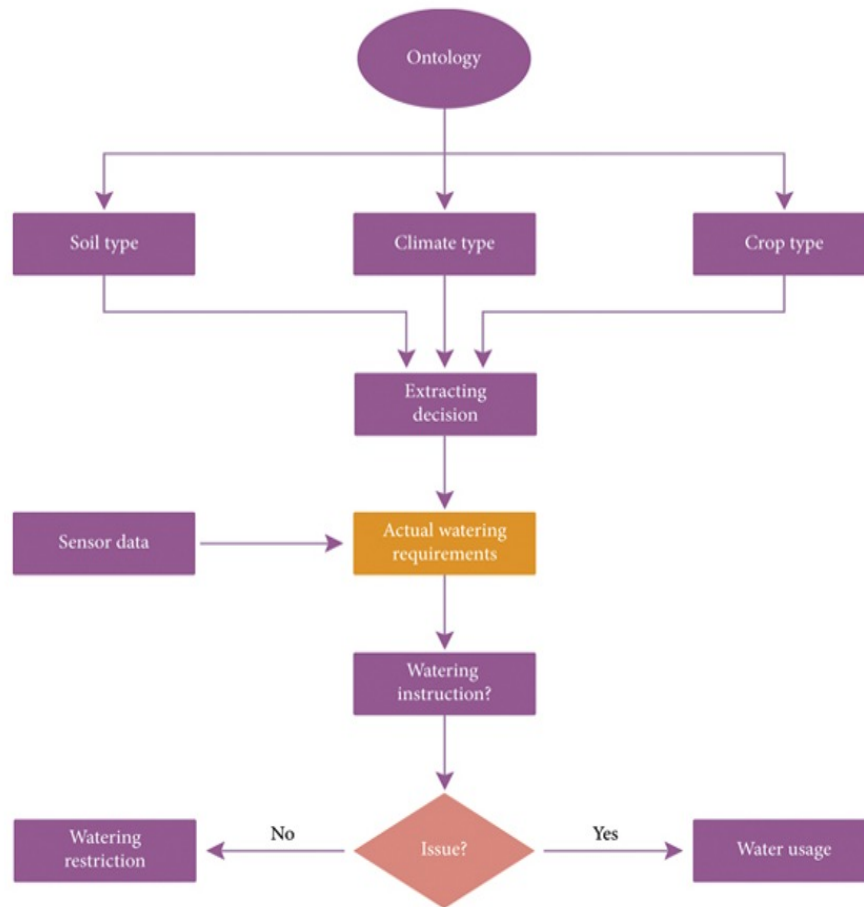 Ontology
Soil type
Climate type
Crop type
Extracting
decision
Sensor data
Actual watering
requirements
Watering
instruction?
Watering
restriction
No
Issue?
Yes
Water usage